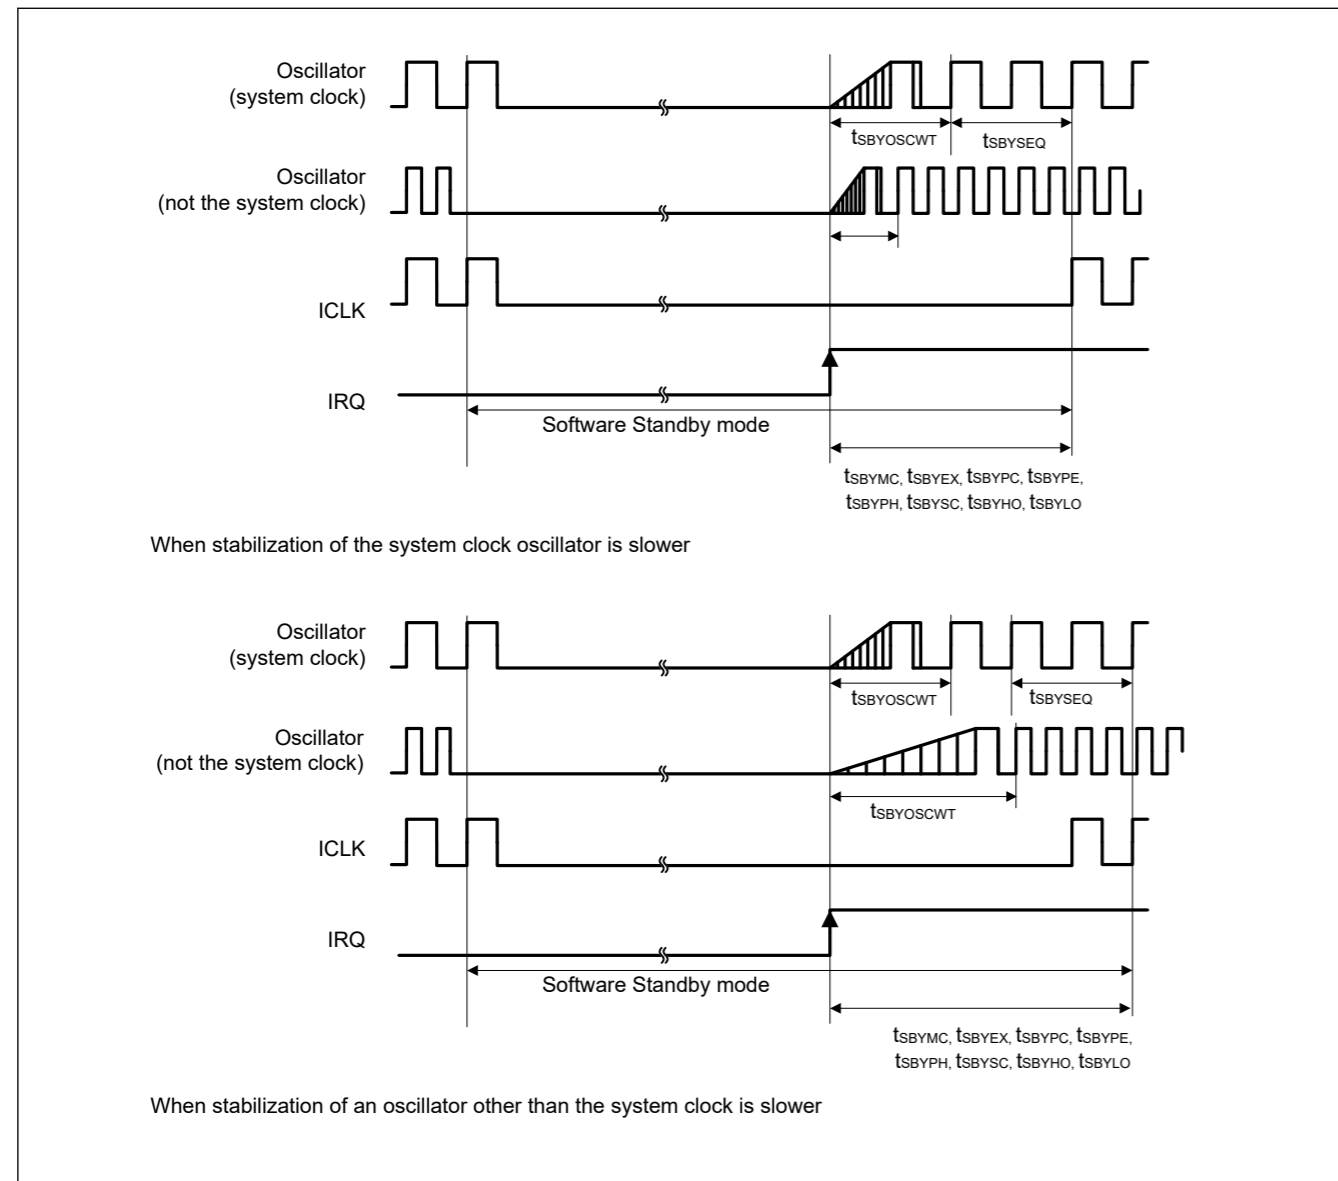 Oscillator
(system clock)
tSBYOSCWT
tSBYSEQ
Oscillator
(not the system clock)
ICLK
IRQ
Software Standby mode
tSBYMC, tSBYEX, tSBYPC, tSBYPE,
tSBYPH, tSBYSC, tSBYHO, tSBYLO
When stabilization of the system clock oscillator is slower
Oscillator
(system clock)
tSBYOSCWT
tSBYSEQ
Oscillator
(not the system clock)
tSBYOSCWT
ICLK
IRQ
Software Standby mode
tSBYMC, tSBYEX, tSBYPC, tSBYPE,
tSBYPH, tSBYSC, tSBYHO, tSBYLO
When stabilization of an oscillator other than the system clock is slower